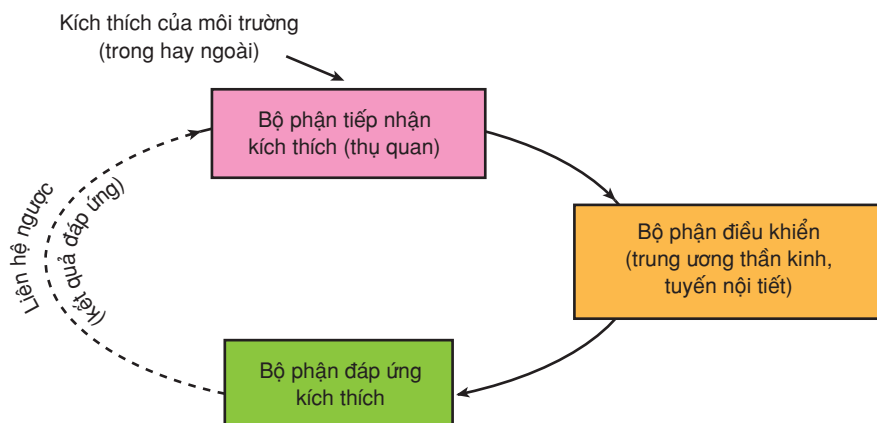 Kích thích của môi trường
(trong hay ngoài)
Bộ phận tiếp nhận
kích thích (thụ quan)
Bộ phận điều khiển
(trung ương thần kinh,
tuyến nội tiết)
Bộ phận đáp ứng
kích thích
Liên hệ ngược
(kết quả đáp ứng)